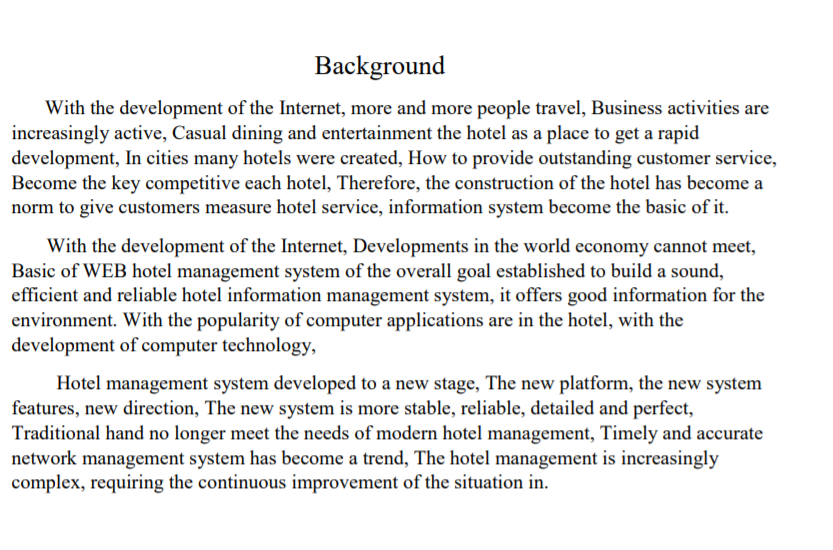 Background
With the development of the Internet, more and more people travel, Business activities are
increasingly active, Casual dining and entertainment the hotel as a place to get a rapid
development, In cities many hotels were created, How to provide outstanding customer service,
Become the key competitive each hotel, Therefore, the construction of the hotel has become a
norm to give customers measure hotel service, information system become the basic of it.
With the development of the Internet, Developments in the world economy cannot meet,
Basic of WEB hotel management system of the overall goal established to build a sound,
efficient and reliable hotel information management system, it offers good information for the
environment. With the popularity of computer applications are in the hotel, with the
development of computer technology,
Hotel management system developed to a new stage, The new platform, the new system
features, new direction, The new system is more stable, reliable, detailed and perfect,
Traditional hand no longer meet the needs of modern hotel management, Timely and accurate
network management system has become a trend, The hotel management is increasingly
complex, requiring the continuous improvement of the situation in.